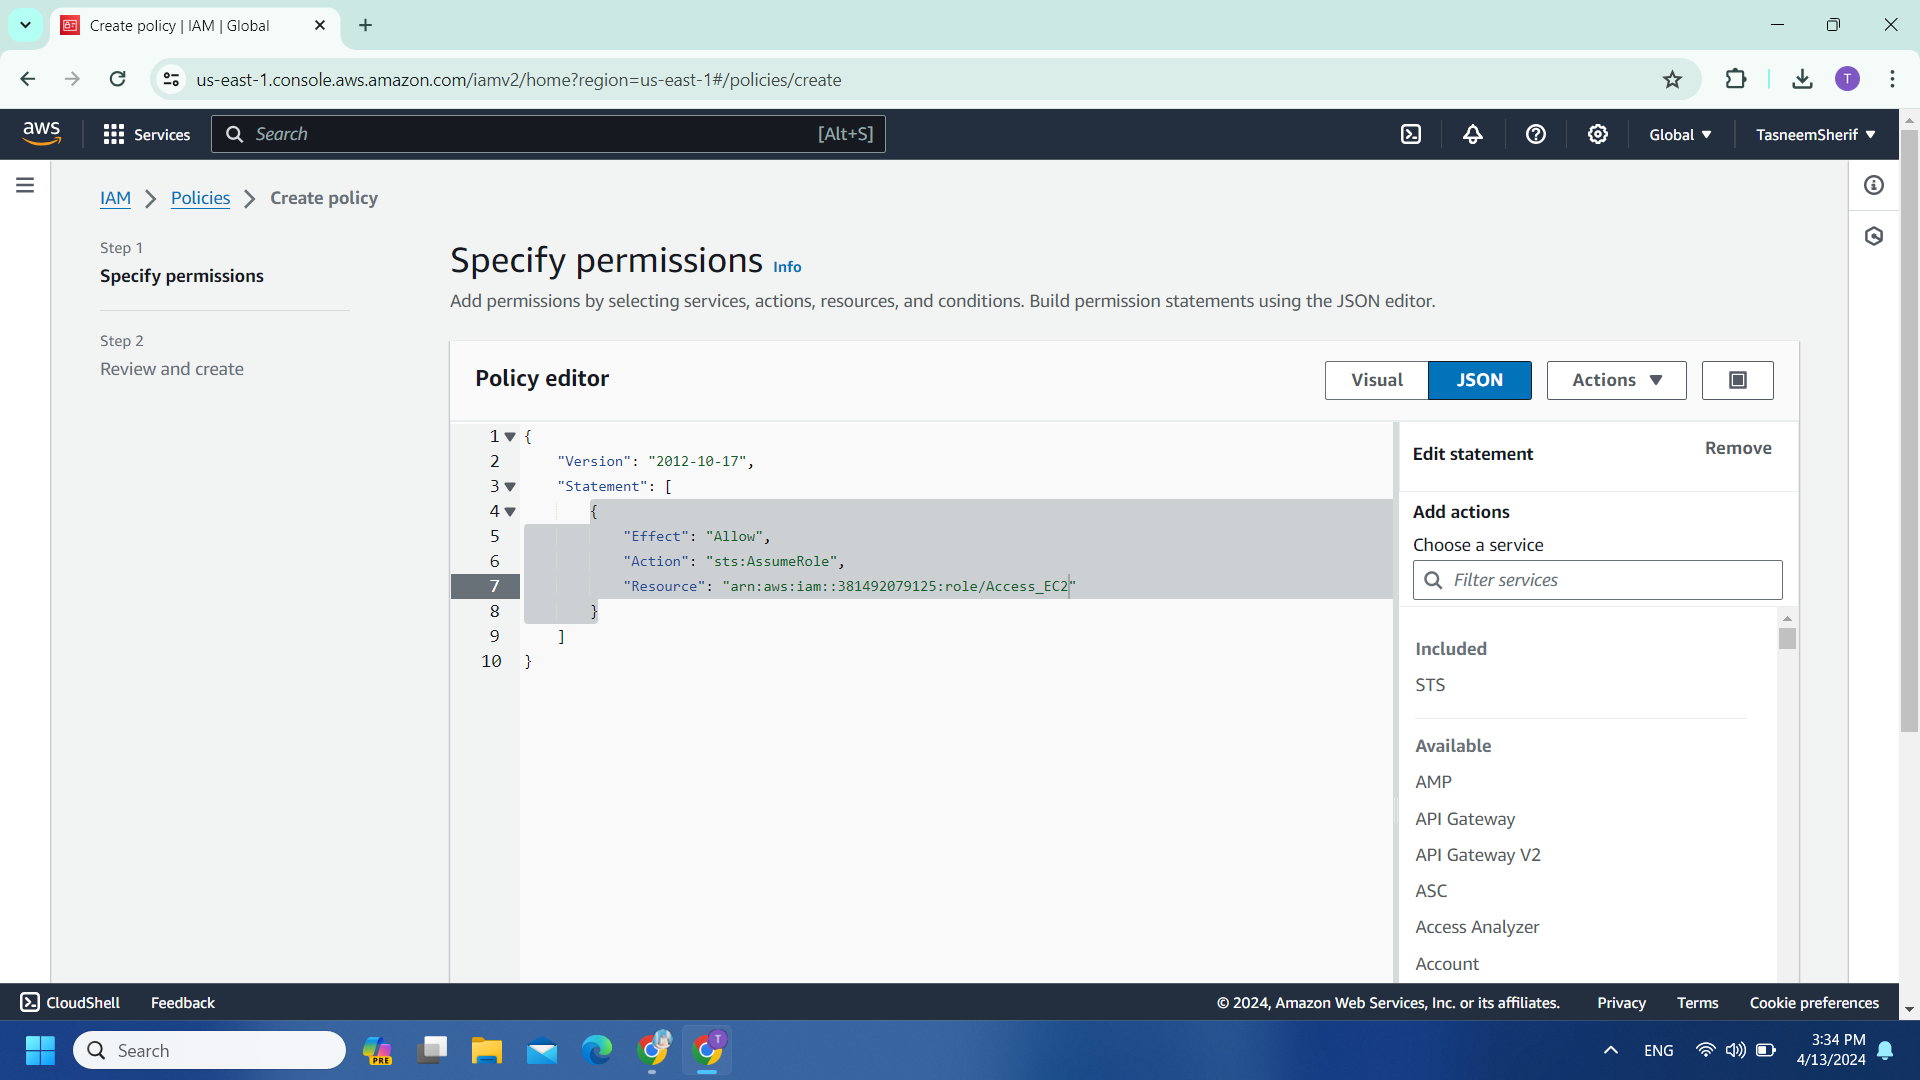 Create policy | IAM | Global
us-east-1.console.aws.amazon.com/iamv2/home?region=us-east-1#/policies/create
aws
Services
Search
[Alt+S]
Global
TasneemSherif
IAM
Policies
Create policy
Step 1
Specify permissions
Step 2
Review and create
Specify permissions Info
Add permissions by selecting services, actions, resources, and conditions. Build permission statements using the JSON editor.
Policy editor
Visual
JSON
Actions
1 {
2 "Version": "2012-10-17",
3 "Statement": [
4 {
5 "Effect": "Allow",
6 "Action": "sts:AssumeRole",
7 "Resource": "arn:aws:iam::381492079125:role/Access_EC2"
8 }
9 ]
10 }
Edit statement
Remove
Add actions
Choose a service
Filter services
Included
STS
Available
AMP
API Gateway
API Gateway V2
ASC
Access Analyzer
Account
CloudShell
Feedback
© 2024, Amazon Web Services, Inc. or its affiliates.
Privacy
Terms
Cookie preferences
Search
PRE
T
T
ENG
3:34 PM
4/13/2024